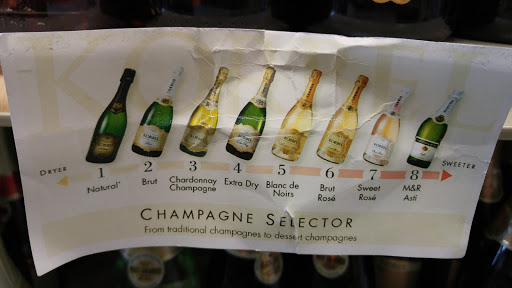 KORBEL
DRYER 1 2 3 4 5 6 7 8 SWEETER
Natural* Brut Chardonnay Champagne Extra Dry Blanc de Noirs Brut Rosé Sweet Rosé M&R Asti
CHAMPAGNE SELECTOR
From traditional champagnes to dessert champagnes